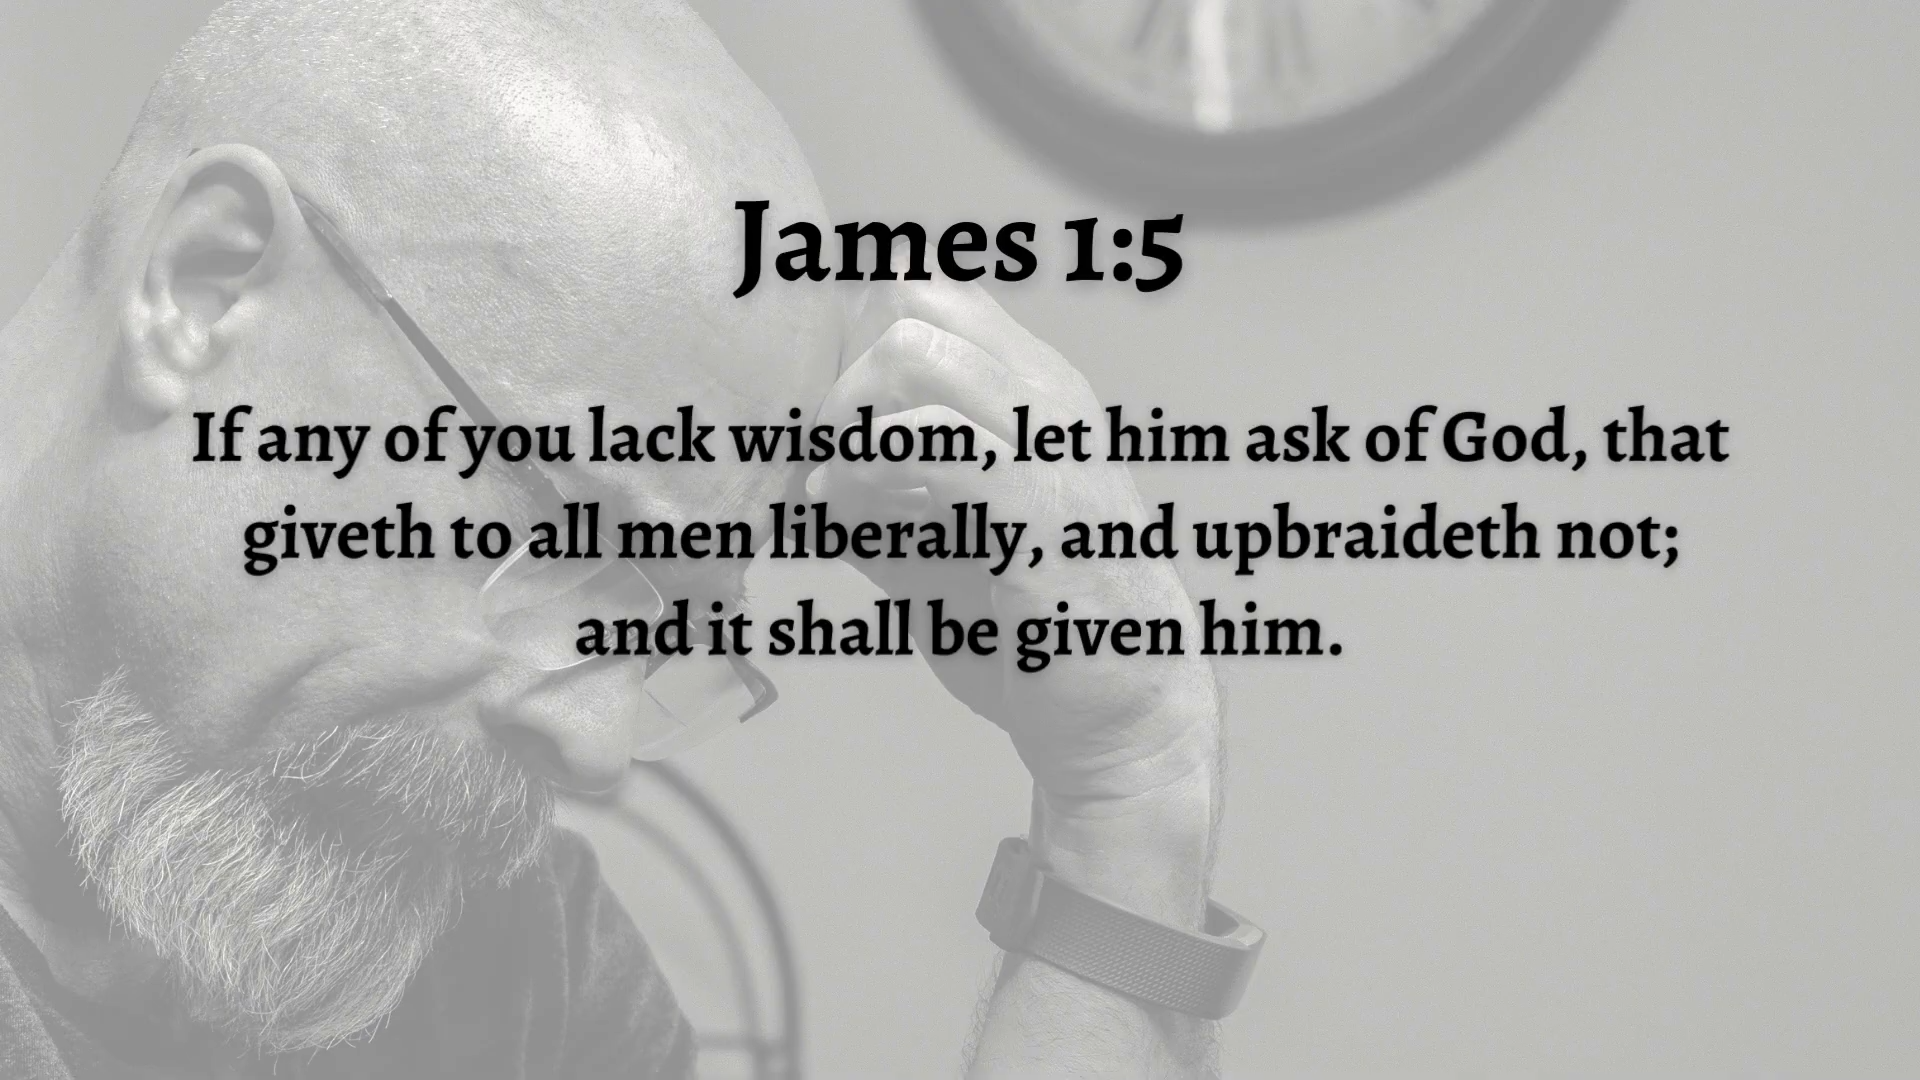 James 1:5
If any of you lack wisdom, let him ask of God, that
giveth to all men liberally, and upbraideth not;
and it shall be given him.